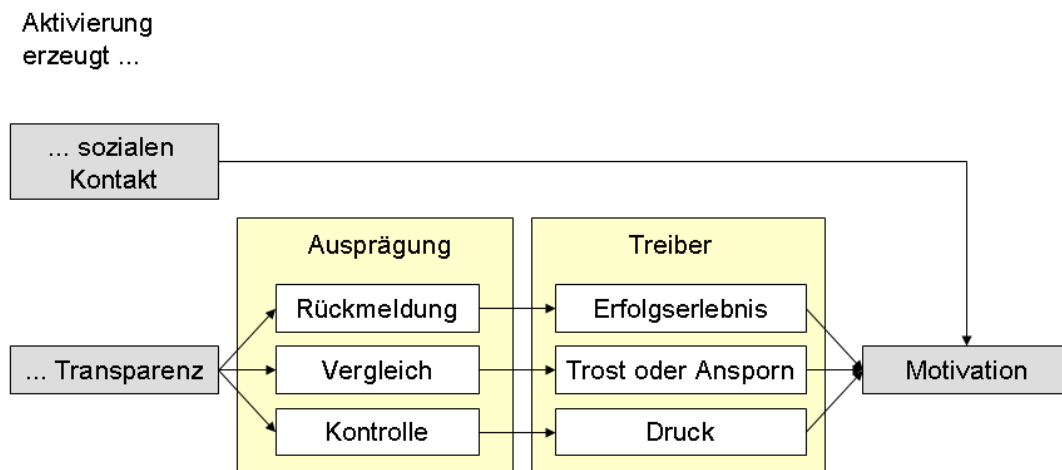 Aktivierung
erzeugt ...
... sozialen
Kontakt
Ausprägung
Treiber
Rückmeldung
Erfolgserlebnis
... Transparenz
Vergleich
Trost oder Ansporn
Motivation
Kontrolle
Druck